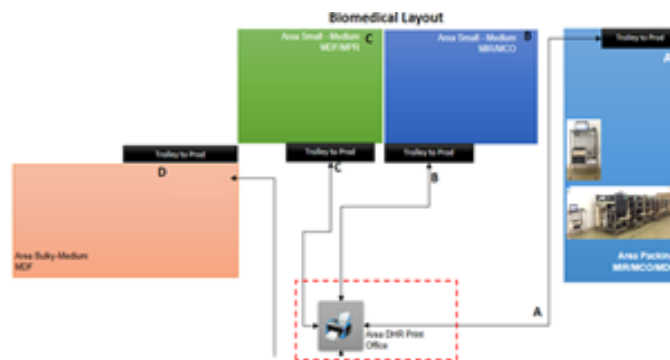 Biomedical Layout
Area Small - Medium
MDF/MPR
C
Area Small - Medium
MIR/MCO
B
Trolley to Prod
A
Trolley to Prod
D
Trolley to Prod
C
Trolley to Prod
B
Area Bulky-Medium
MDF
Area Packin
MIR/MCO/MD
A
Area DHR Print
Office